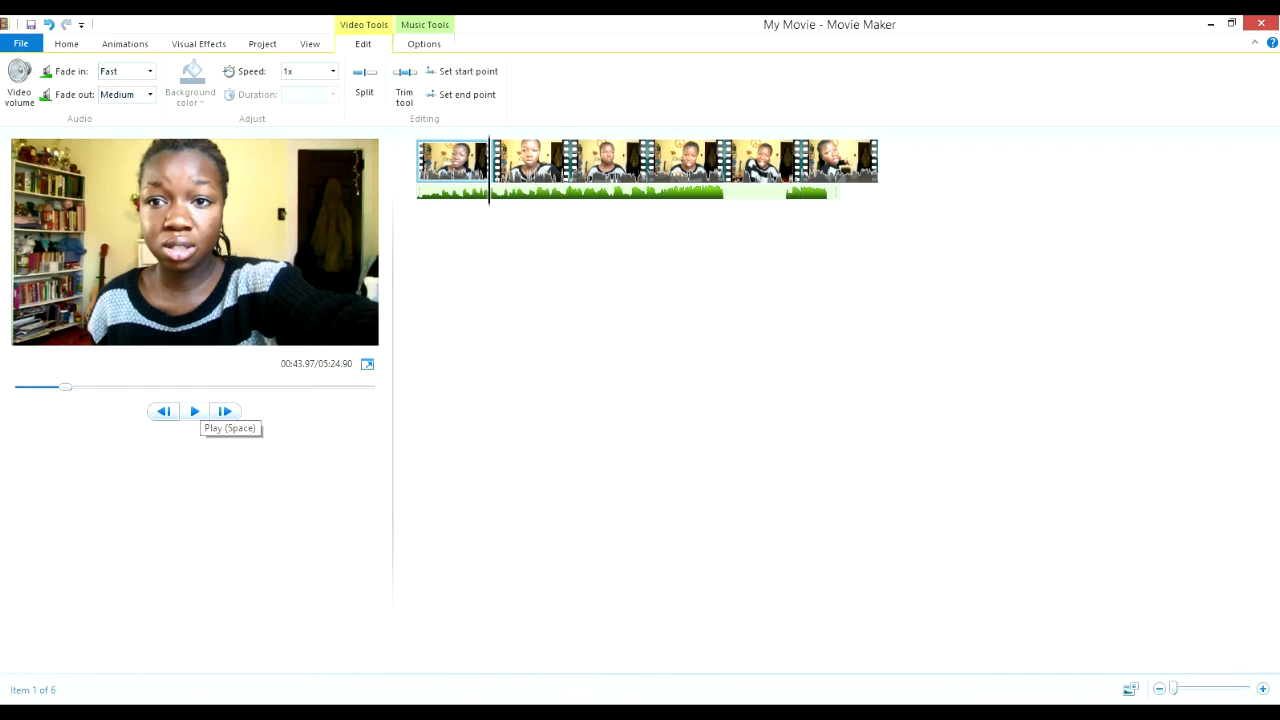 My Movie - Movie Maker
Video Tools Music Tools
File Home Animations Visual Effects Project View Edit Options
Video volume
Fade in: Fast
Fade out: Medium
Background color
Speed: 1x
Duration:
Split
Trim tool
Set start point
Set end point
Audio Adjust Editing
00:43.97/05:24.90
Play (Space)
Item 1 of 6